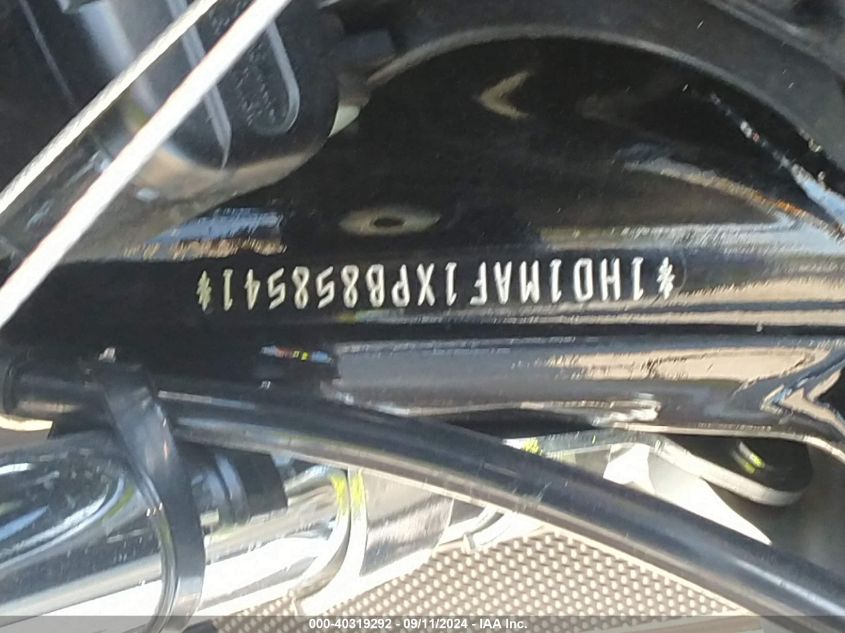 *1HD1MAF1XPB858541*
000-40319292 - 09/11/2024 - IAA Inc.